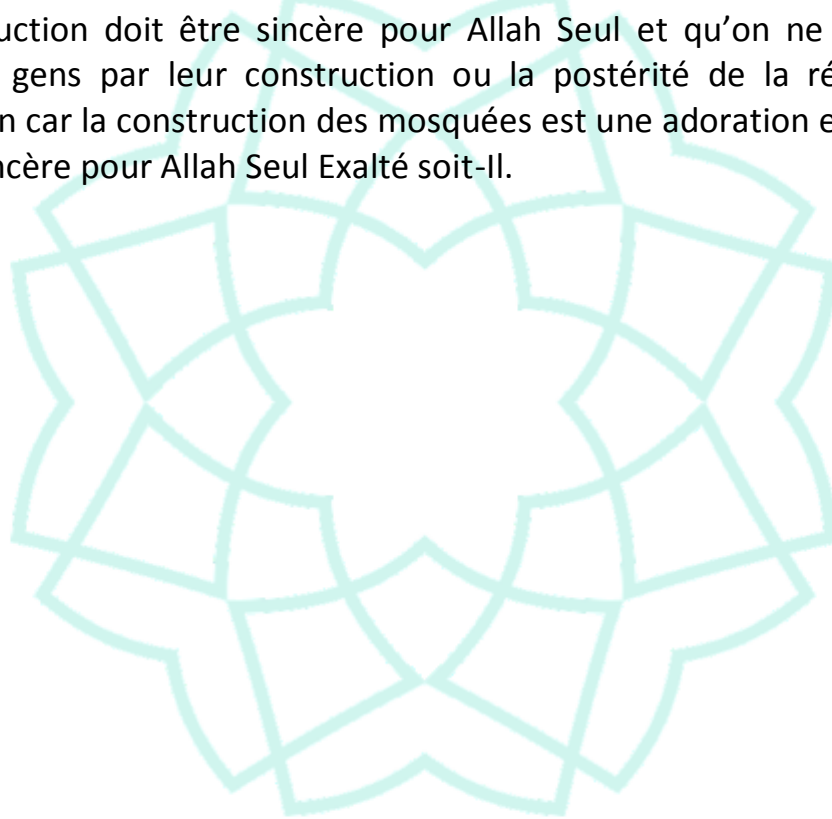 uction doit être sincère pour Allah Seul et qu’on ne
gens par leur construction ou la postérité de la ré
n car la construction des mosquées est une adoration e
ncère pour Allah Seul Exalté soit-Il.